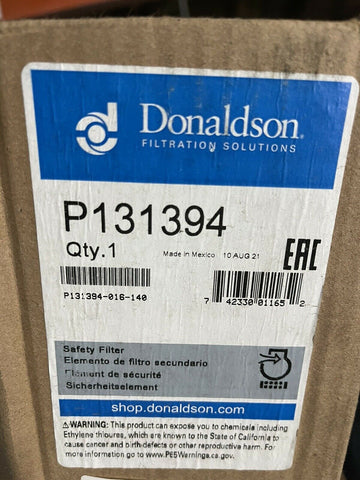 Donaldson.
FILTRATION SOLUTIONS
P131394
Qty.1
Made in Mexico 10 AUG 21
EAC
P131394-016-140
7 42330 01165 2
Safety Filter
Elemento de filtro secundario
Élément de sécurité
Sicherheitselement
shop.donaldson.com
⚠WARNING: This product can expose you to chemicals including
Ethylene thioures, which are known to the State of California to
cause cancer and birth defects or other reproductive harm. For
more information go to www.P65Warnings.ca.gov.